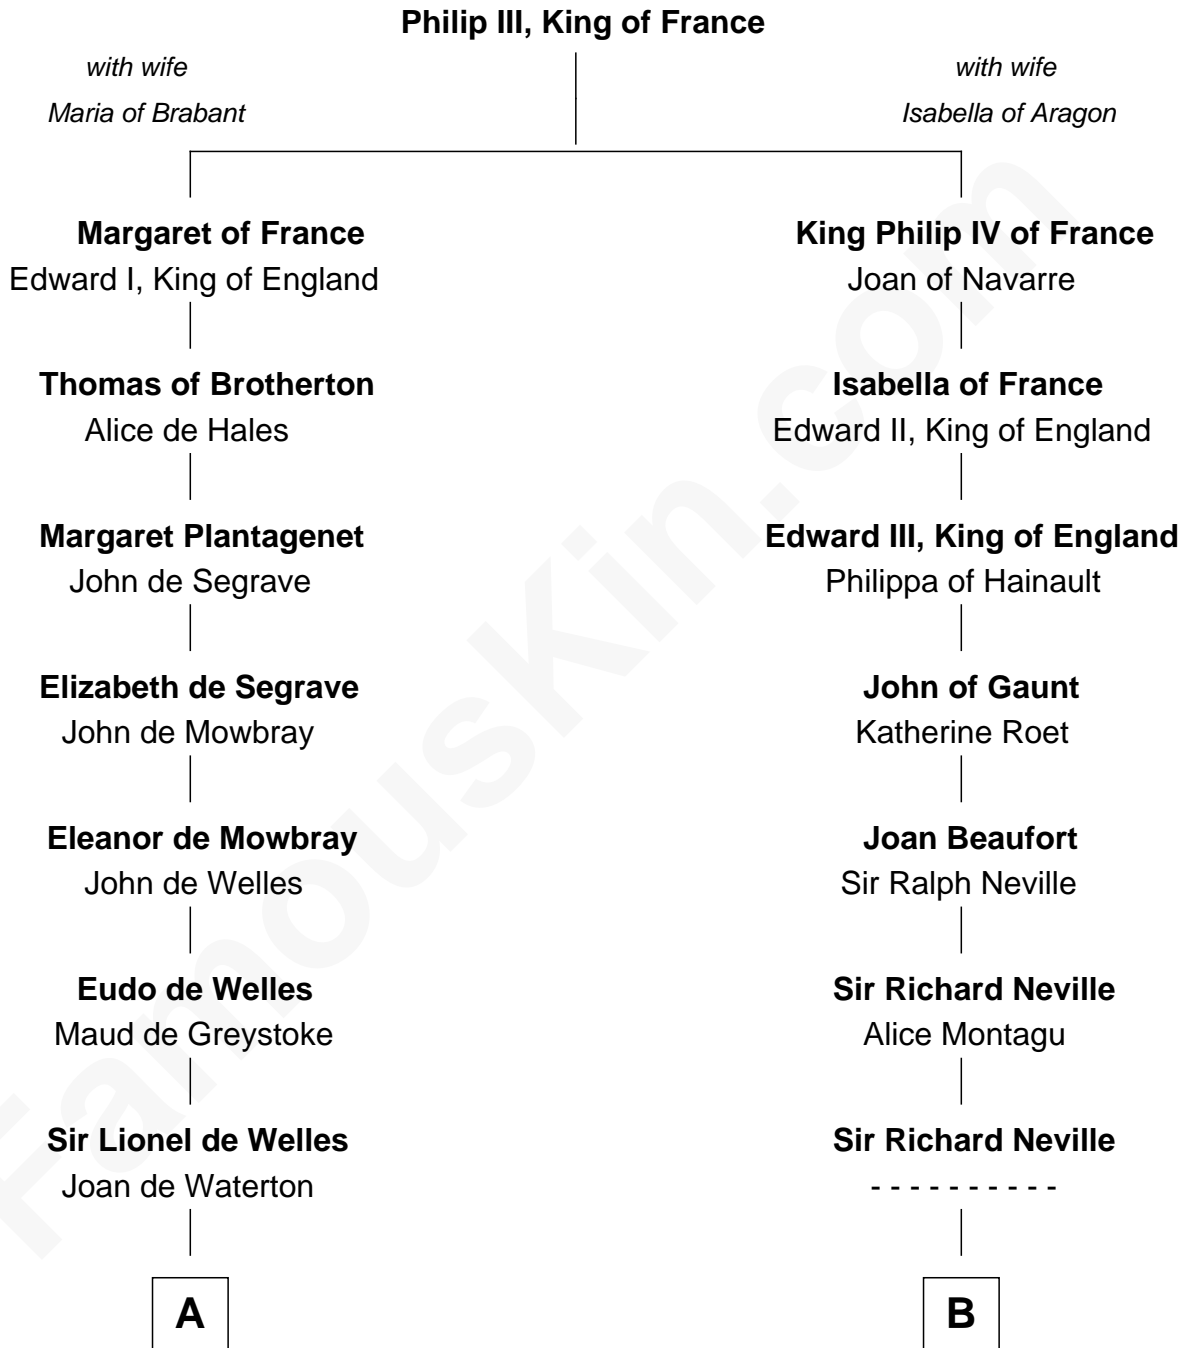 Philip III, King of France
with wife
Maria of Brabant
with wife
Isabella of Aragon
Margaret of France
Edward I, King of England
King Philip IV of France
Joan of Navarre
Thomas of Brotherton
Alice de Hales
Isabella of France
Edward II, King of England
Margaret Plantagenet
John de Segrave
Edward III, King of England
Philippa of Hainault
Elizabeth de Segrave
John de Mowbray
John of Gaunt
Katherine Roet
Eleanor de Mowbray
John de Welles
Joan Beaufort
Sir Ralph Neville
Eudo de Welles
Maud de Greystoke
Sir Richard Neville
Alice Montagu
Sir Lionel de Welles
Joan de Waterton
Sir Richard Neville
- - - - - - - - - -
A
B
FamousKin.com